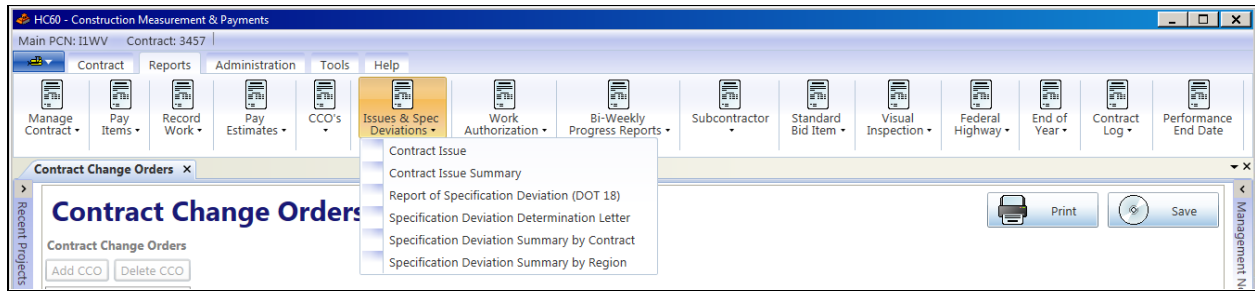 HC60 - Construction Measurement & Payments
Main PCN: I1WV Contract: 3457
Contract Reports Administration Tools Help
Manage Contract
Pay Items
Record Work
Pay Estimates
CCO's
Issues & Spec Deviations
Work Authorization
Bi-Weekly Progress Reports
Subcontractor
Standard Bid Item
Visual Inspection
Federal Highway
End of Year
Contract Log
Performance End Date
Contract Issue
Contract Issue Summary
Report of Specification Deviation (DOT 18)
Specification Deviation Determination Letter
Specification Deviation Summary by Contract
Specification Deviation Summary by Region
Contract Change Orders
Recent Projects
Contract Change Orders
Print Save
Contract Change Orders
Add CCO Delete CCO
Management